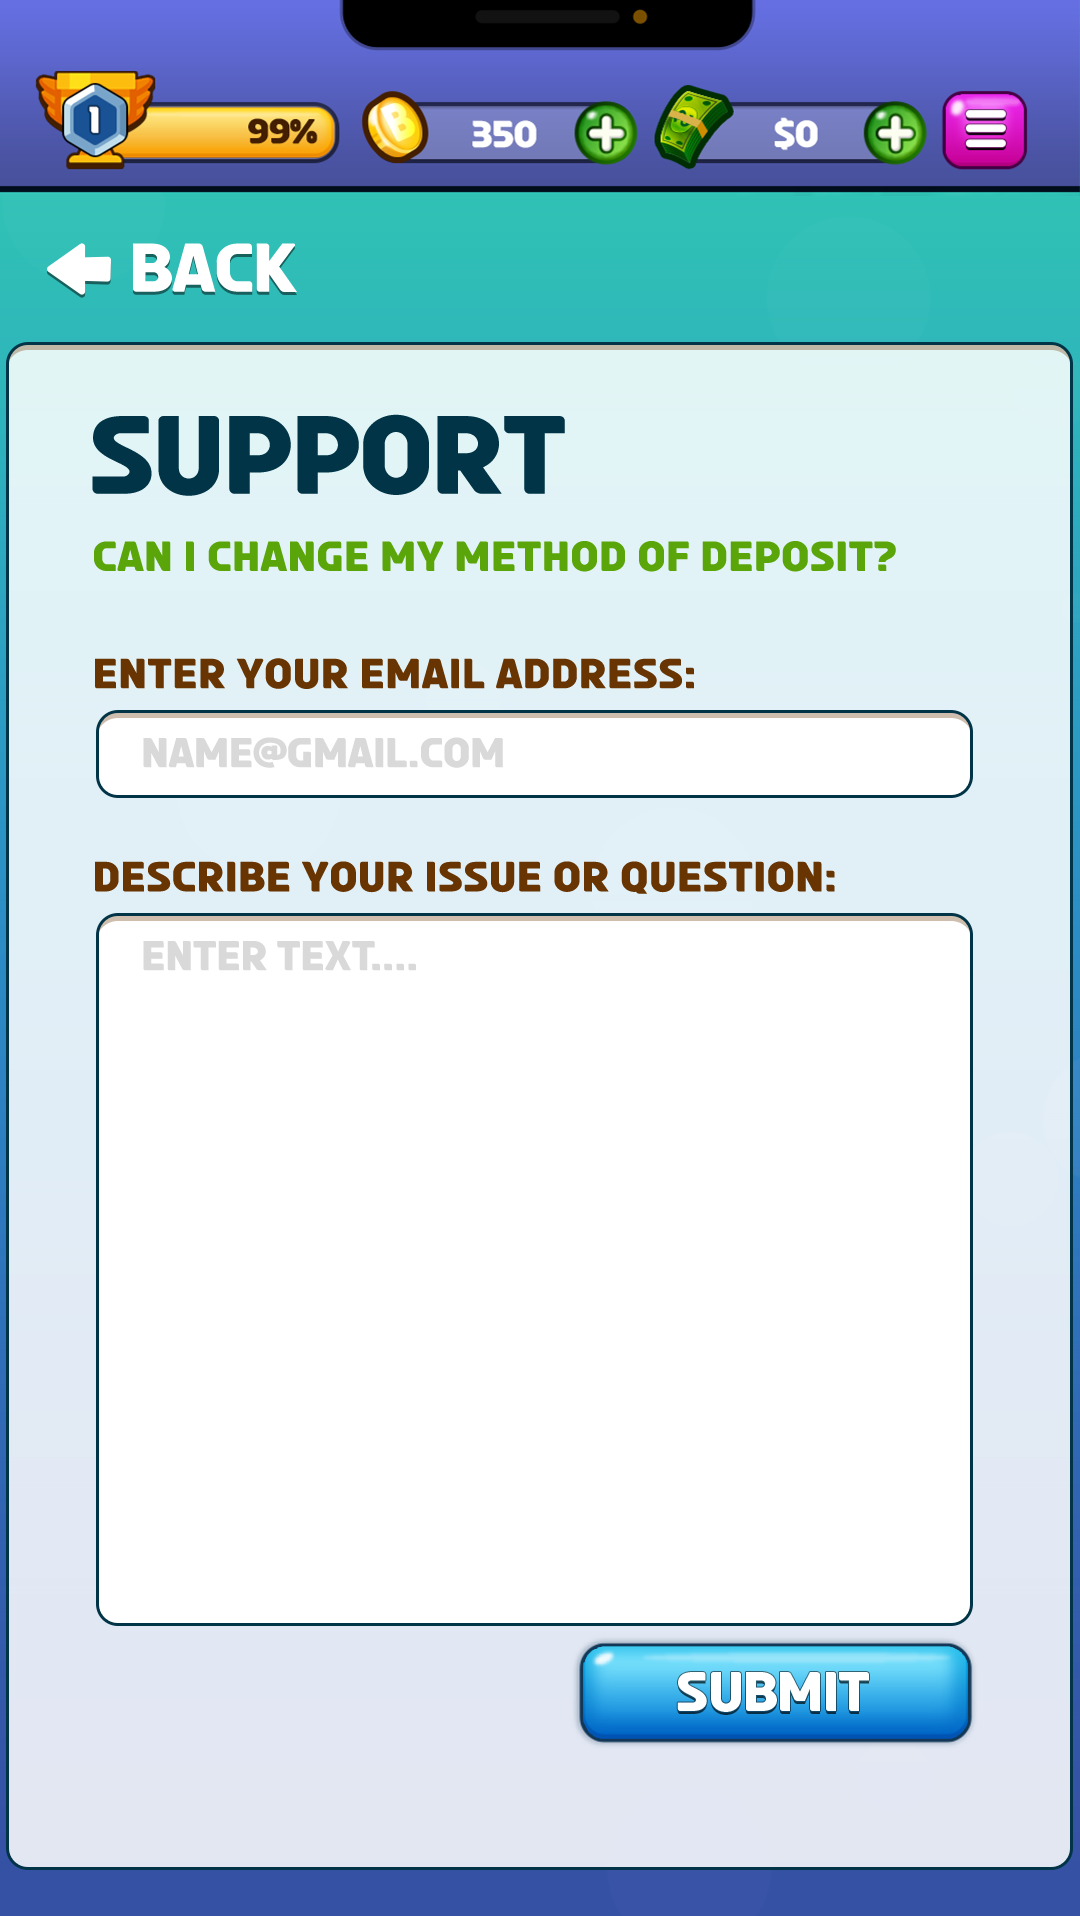 1
99%
350
$0
BACK
SUPPORT
CAN I CHANGE MY METHOD OF DEPOSIT?
ENTER YOUR EMAIL ADDRESS:
NAME@GMAIL.COM
DESCRIBE YOUR ISSUE OR QUESTION:
ENTER TEXT....
SUBMIT